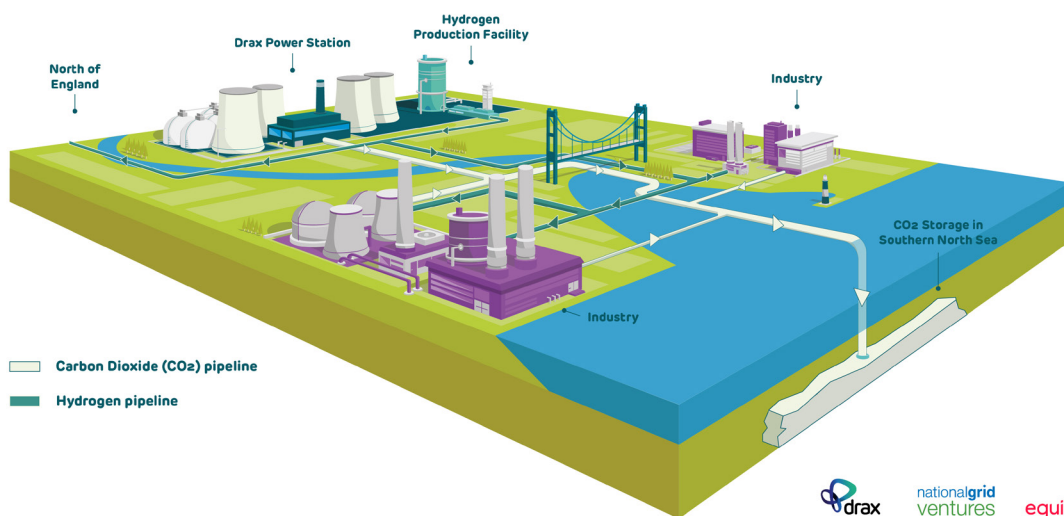 Hydrogen
Production Facility
Drax Power Station
North of
England
Industry
CO2 Storage in
Southern North Sea
Industry
Carbon Dioxide (CO2) pipeline
Hydrogen pipeline
drax
nationalgrid
ventures
equi